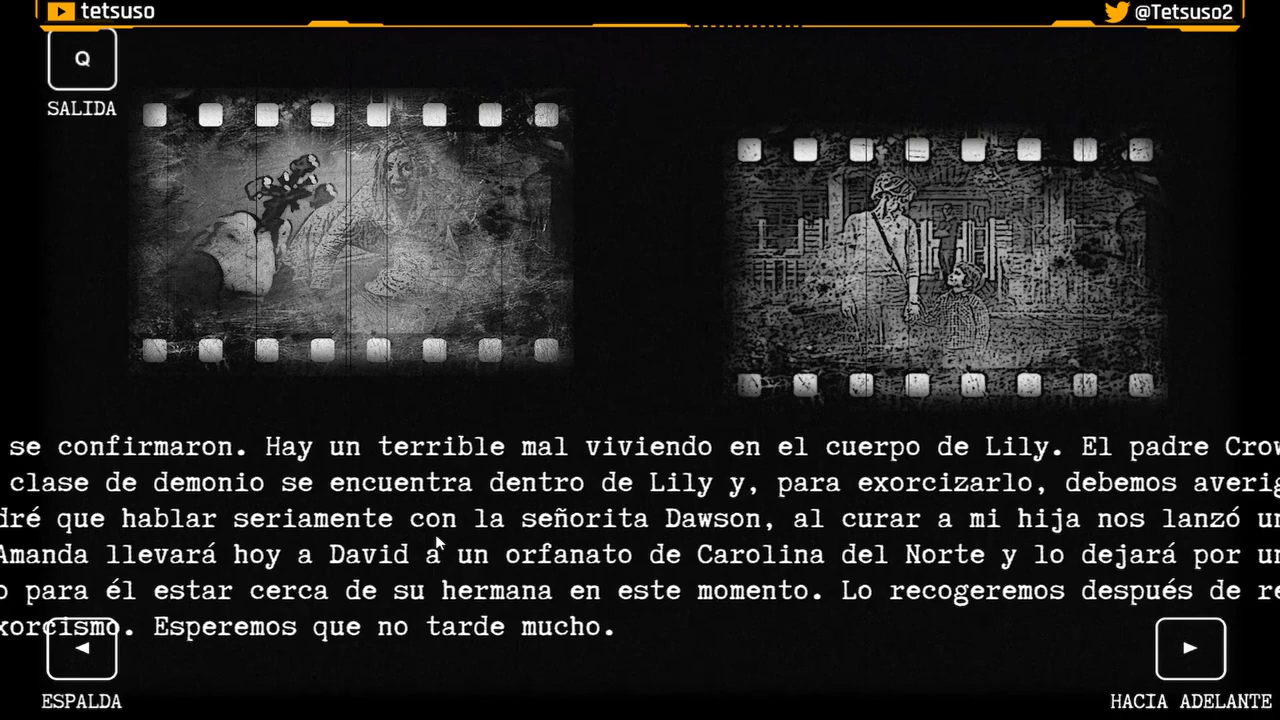 tetsuso
@Tetsuso2
Q
SALIDA
se confirmaron. Hay un terrible mal viviendo en el cuerpo de Lily. El padre
clase de demonio se encuentra dentro de Lily y, para exorcizarlo, debemos
que hablar seriamente con la señorita Dawson, al curar a mi hija nos lanzó
Amanda llevará hoy a David a un orfanato de Carolina del Norte y lo dejará por
para él estar cerca de su hermana en este momento. Lo recogeremos después de
Esperemos que no tarde mucho.
ESPALDA
HACIA ADELANTE